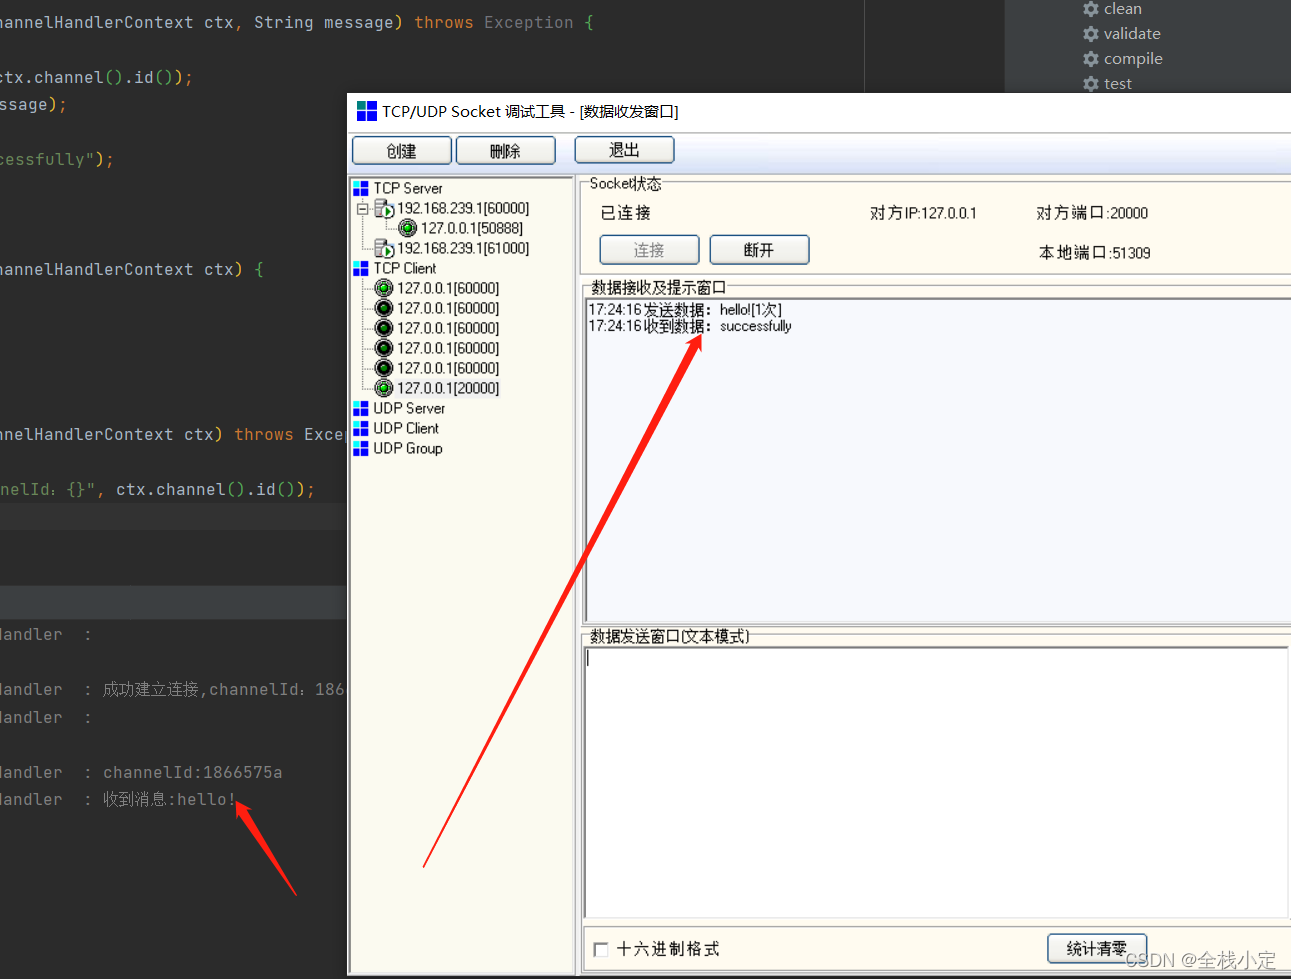 hannelHandlerContext ctx, String message) throws Exception {
ctx.channel().id());
ssage);
cessfully");
hannelHandlerContext ctx) {
nnelHandlerContext ctx) throws Excep
nelId: {}", ctx.channel().id());
Handler :
Handler : 成功建立连接,channelId: 186
Handler :
Handler : channelId:1866575a
Handler : 收到消息:hello!
clean
validate
compile
test
TCP/UDP Socket 调试工具 - [数据收发窗口]
创建 删除 退出
TCP Server
192.168.239.1[60000]
127.0.0.1[50888]
192.168.239.1[61000]
TCP Client
127.0.0.1[60000]
127.0.0.1[60000]
127.0.0.1[60000]
127.0.0.1[60000]
127.0.0.1[60000]
127.0.0.1[20000]
UDP Server
UDP Client
UDP Group
Socket状态
已连接 对方IP:127.0.0.1 对方端口:20000
连接 断开 本地端口:51309
数据接收及提示窗口
17:24:16 发送数据：hello![1次]
17:24:16 收到数据：successfully
数据发送窗口(文本模式)
十六进制格式 统计清零
CSDN @全栈小定